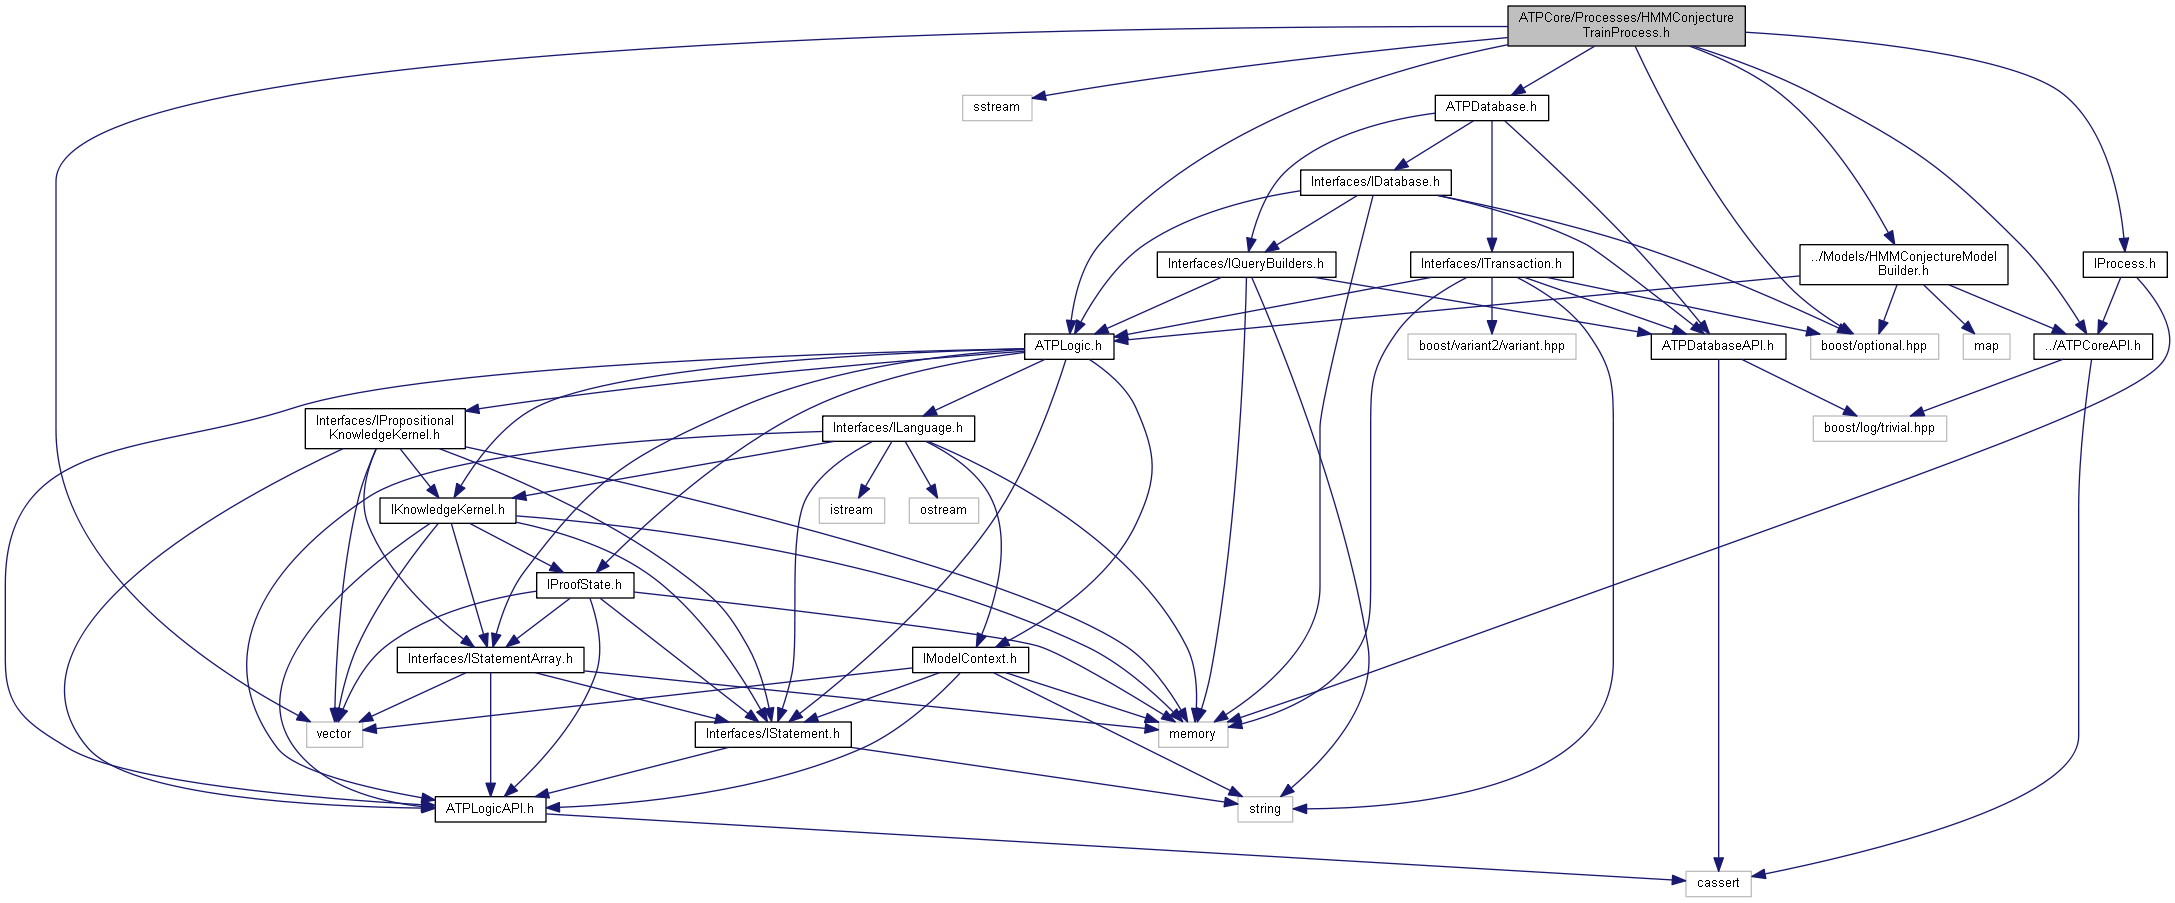 ATPCore/Processes/HMMConjecture
TrainProcess.h
sstream
ATPDatabase.h
Interfaces/IDatabase.h
Interfaces/IQueryBuilders.h
Interfaces/ITransaction.h
../Models/HMMConjectureModel
Builder.h
IProcess.h
ATPLogic.h
boost/variant2/variant.hpp
ATPDatabaseAPI.h
boost/optional.hpp
map
../ATPCoreAPI.h
Interfaces/IPropositional
KnowledgeKernel.h
Interfaces/ILanguage.h
boost/log/trivial.hpp
IKnowledgeKernel.h
istream
ostream
IProofState.h
Interfaces/IStatementArray.h
IModelContext.h
vector
Interfaces/IStatement.h
memory
ATPLogicAPI.h
string
cassert